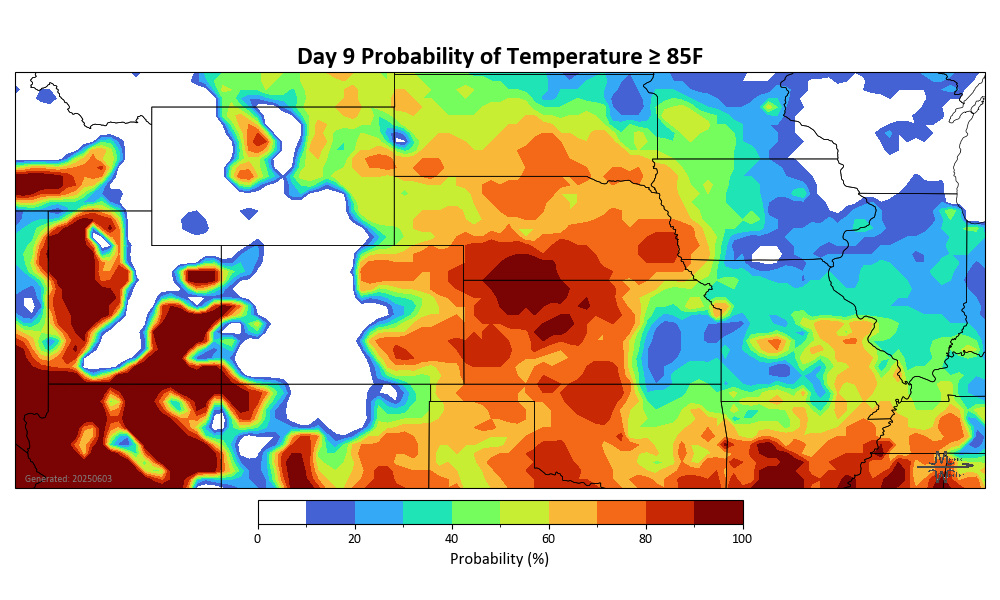 Day 9 Probability of Temperature ≥ 85F
Generated: 20250603
0 20 40 60 80 100
Probability (%)